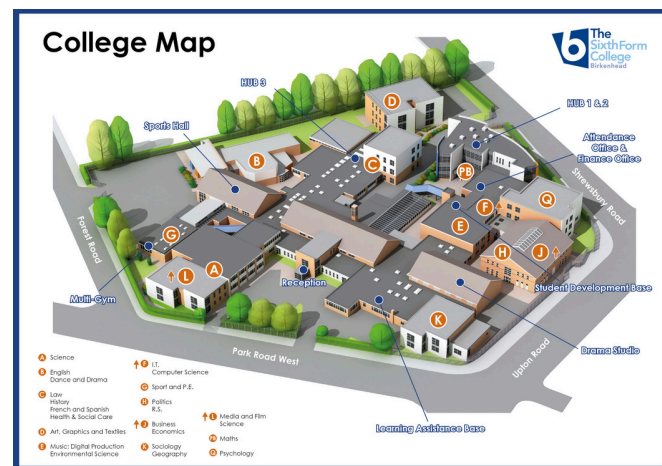 College Map
6
The
SixthForm
College
Birkenhead
HUB 3
HUB 1 & 2
Sports Hall
Attendance
Office &
Finance Office
D
B
C
PB
Q
F
E
G
H
J
A
L
K
Forest Road
Shrewsbury Road
Multi-Gym
Reception
Student Development Base
Park Road West
Upton Road
Drama Studio
Learning Assistance Base
A Science
B English
Dance and Drama
C Law
History
French and Spanish
Health & Social Care
D Art, Graphics and Textiles
E Music; Digital Production
Environmental Science
F I.T.
Computer Science
G Sport and P.E.
H Politics
R.S.
J Business
Economics
K Sociology
Geography
L Media and Film
Science
PB Maths
Q Psychology